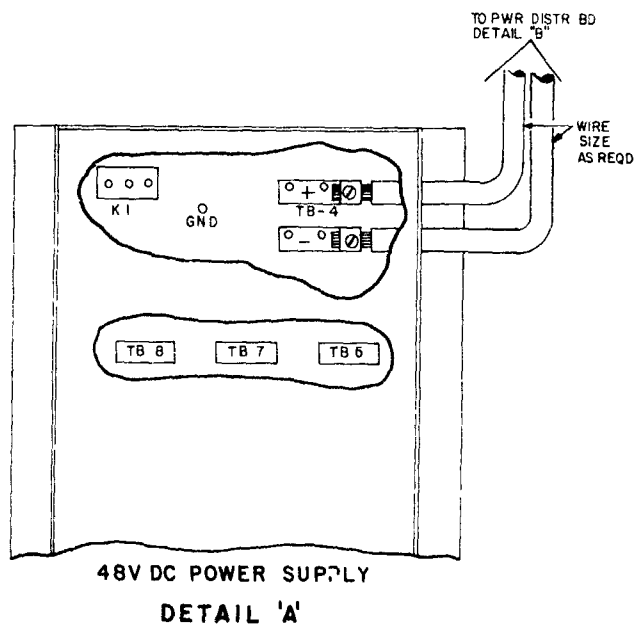 TO PWR DISTR BD
DETAIL "B"
WIRE
SIZE
AS REQD
+
K 1
GND
TB-4
-
TB 8
TB 7
TB 6
48V DC POWER SUPPLY
DETAIL 'A'